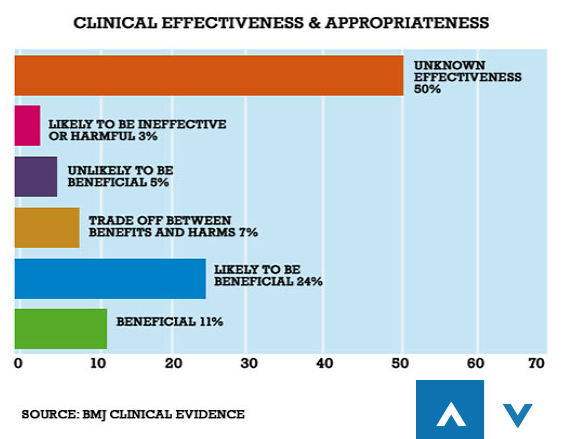 CLINICAL EFFECTIVENESS & APPROPRIATENESS
UNKNOWN
EFFECTIVENESS
50%
LIKELY TO BE INEFFECTIVE
OR HARMFUL 3%
UNLIKELY TO BE
BENEFICIAL 5%
TRADE OFF BETWEEN
BENEFITS AND HARMS 7%
LIKELY TO BE
BENEFICIAL 24%
BENEFICIAL 11%
0 10 20 30 40 50 60 70
SOURCE: BMJ CLINICAL EVIDENCE